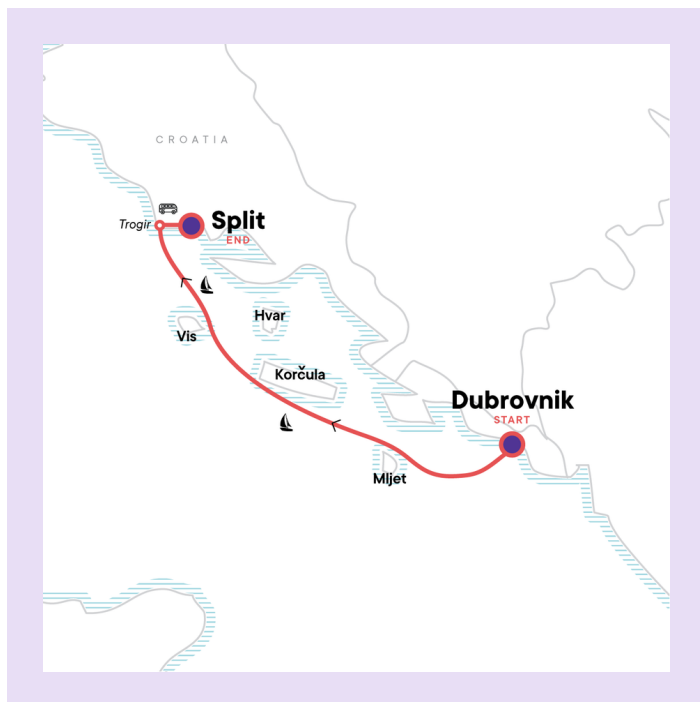 CROATIA
Trogir
Split
END
Hvar
Vis
Korčula
Dubrovnik
START
Mljet